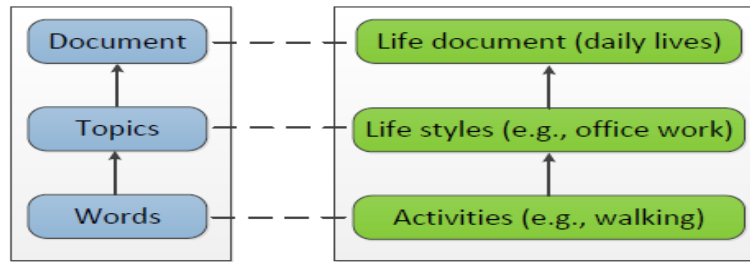 Document
Life document (daily lives)
Topics
Life styles (e.g., office work)
Words
Activities (e.g., walking)